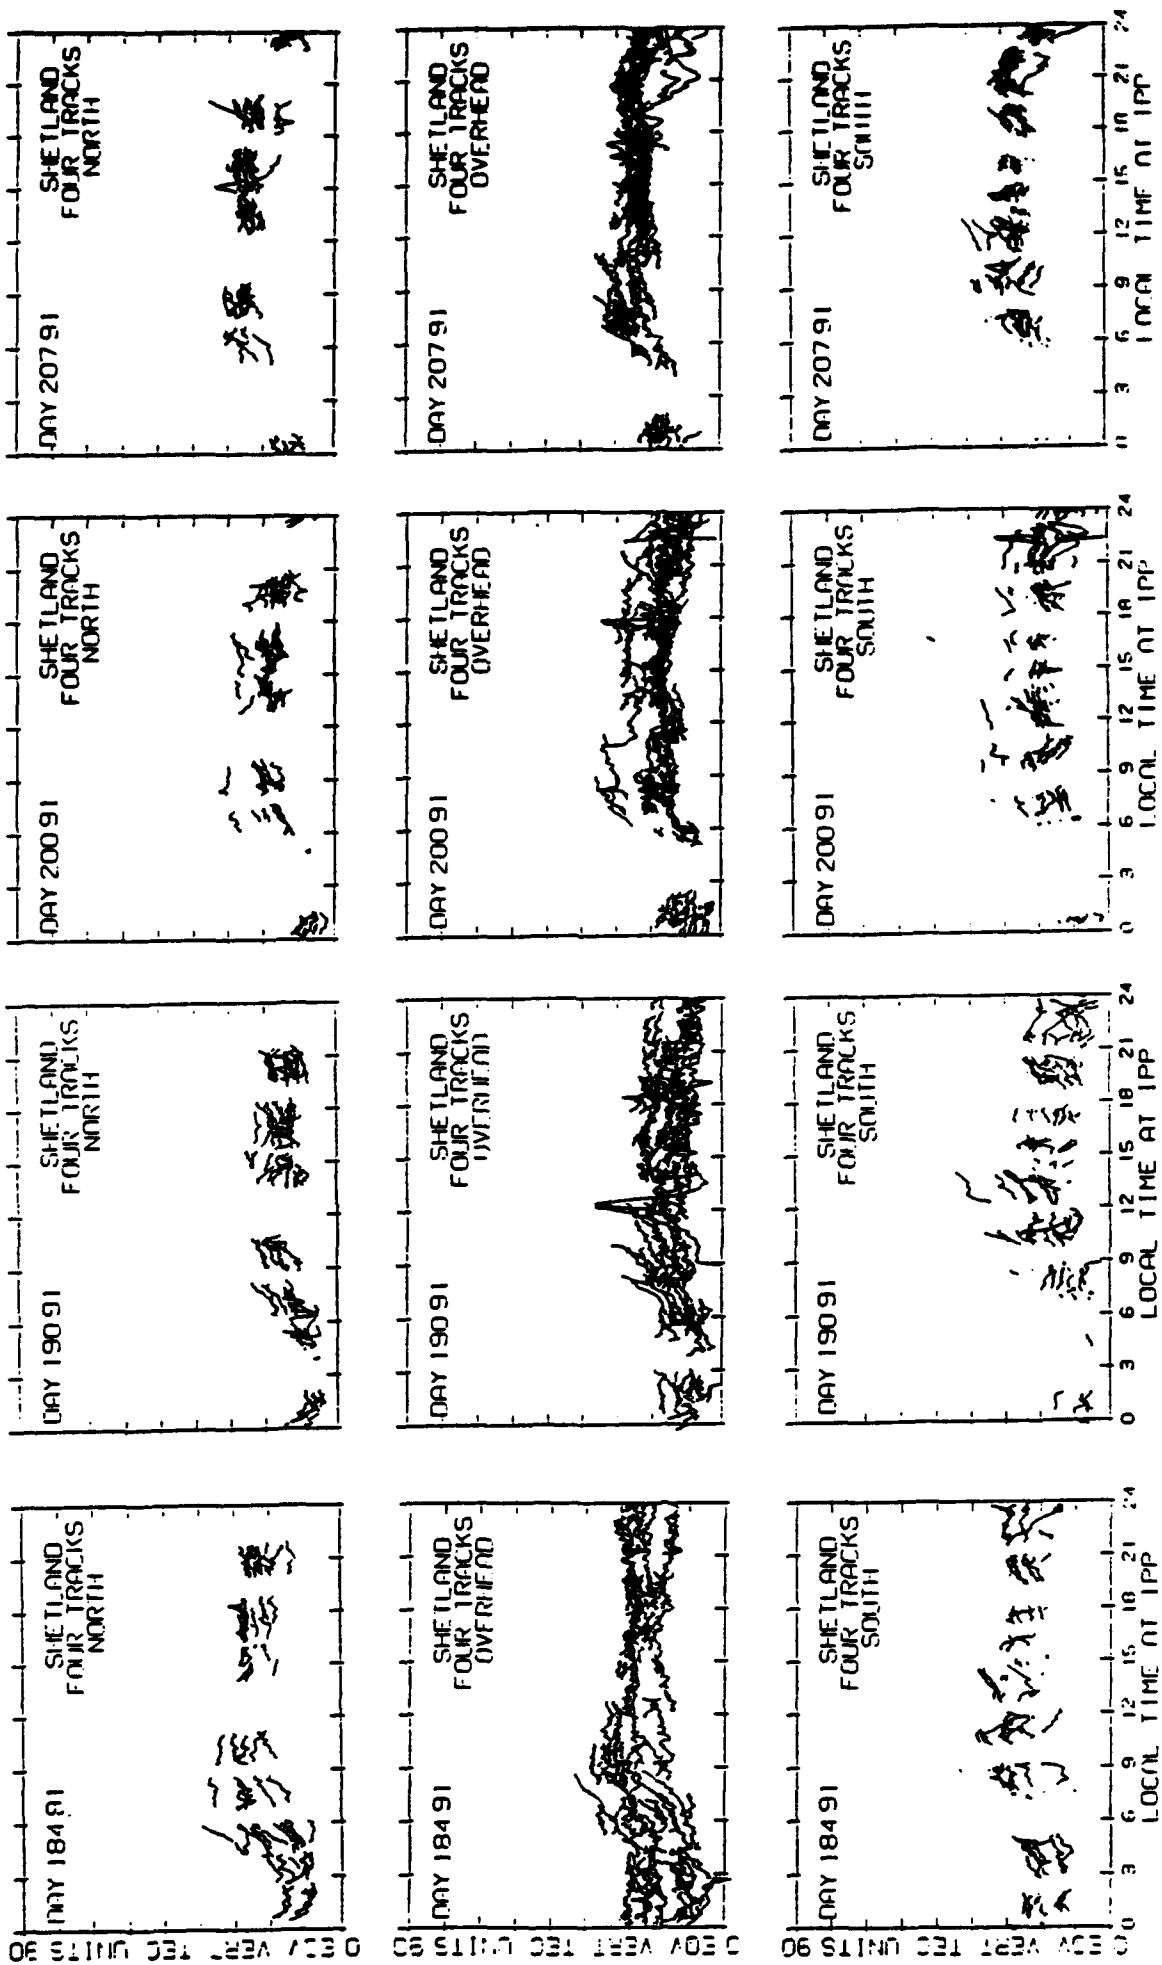 DAY 184 91
SHETLAND
FOUR TRACKS
NORTH
DAY 190 91
SHETLAND
FOUR TRACKS
NORTH
DAY 200 91
SHETLAND
FOUR TRACKS
NORTH
DAY 207 91
SHETLAND
FOUR TRACKS
NORTH
0 EQV VERT TEC UNITS 90
DAY 184 91
SHETLAND
FOUR TRACKS
OVERHEAD
DAY 190 91
SHETLAND
FOUR TRACKS
OVERHEAD
DAY 200 91
SHETLAND
FOUR TRACKS
OVERHEAD
DAY 207 91
SHETLAND
FOUR TRACKS
OVERHEAD
0 EQV VERT TEC UNITS 90
DAY 184 91
SHETLAND
FOUR TRACKS
SOUTH
DAY 190 91
SHETLAND
FOUR TRACKS
SOUTH
DAY 200 91
SHETLAND
FOUR TRACKS
SOUTH
DAY 207 91
SHETLAND
FOUR TRACKS
SOUTH
0 EQV VERT TEC UNITS 90
0 3 6 9 12 15 18 21 24
LOCAL TIME AT IPP
0 3 6 9 12 15 18 21 24
LOCAL TIME AT IPP
0 3 6 9 12 15 18 21 24
LOCAL TIME AT IPP
0 3 6 9 12 15 18 21 24
LOCAL TIME AT IPP